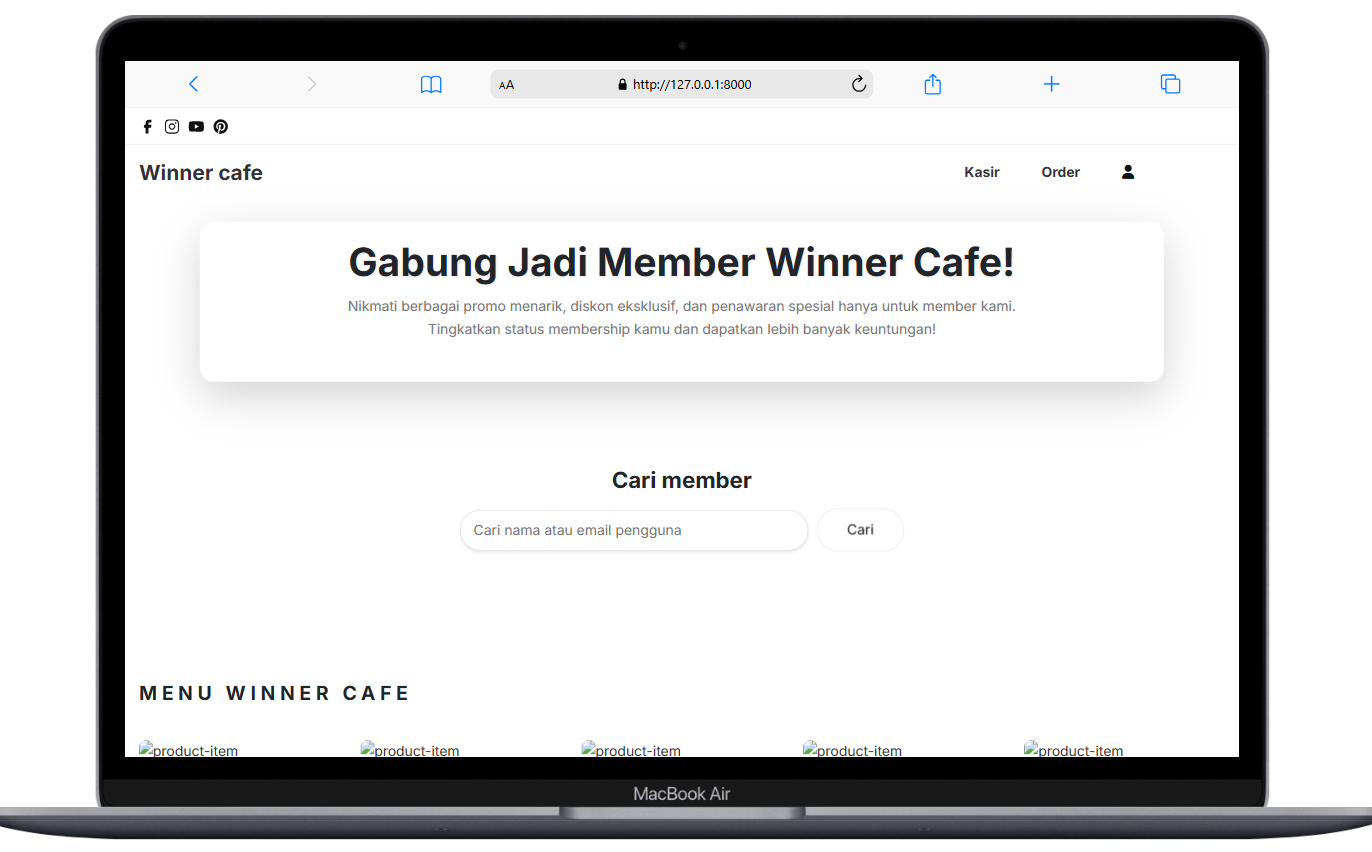 AA http://127.0.0.1:8000
Winner cafe Kasir Order
Gabung Jadi Member Winner Cafe!
Nikmati berbagai promo menarik, diskon eksklusif, dan penawaran spesial hanya untuk member kami.
Tingkatkan status membership kamu dan dapatkan lebih banyak keuntungan!
Cari member
Cari nama atau email pengguna Cari
MENU WINNER CAFE
product-item product-item product-item product-item product-item
MacBook Air